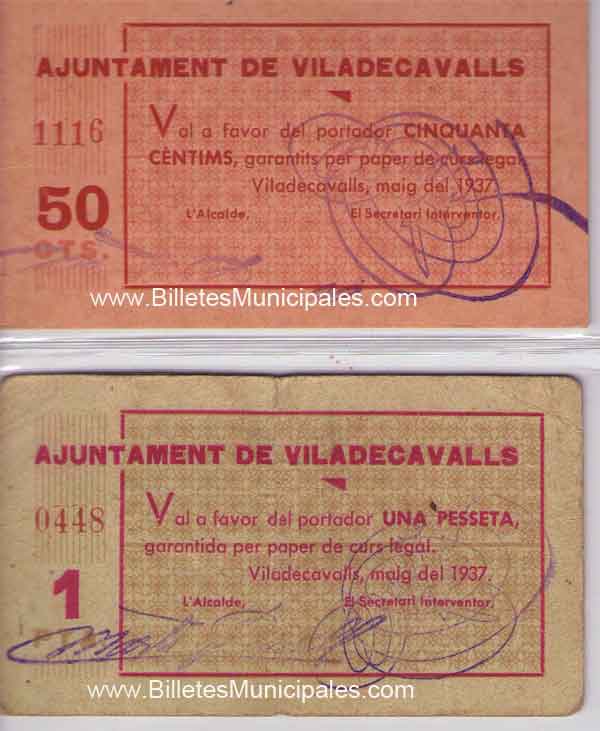 AJUNTAMENT DE VILADECAVALLS
1116
Val a favor del portador CINQUANTA
CÈNTIMS, garantits per paper de curs legal.
Viladecavalls, maig del 1937.
50
CTS.
L'Alcalde,
El Secretari Interventor.
www.BilletesMunicipales.com
AJUNTAMENT DE VILADECAVALLS
0448
Val a favor del portador UNA PESSETA,
garantida per paper de curs legal.
Viladecavalls, maig del 1937.
1
L'Alcalde,
El Secretari Interventor.
www.BilletesMunicipales.com